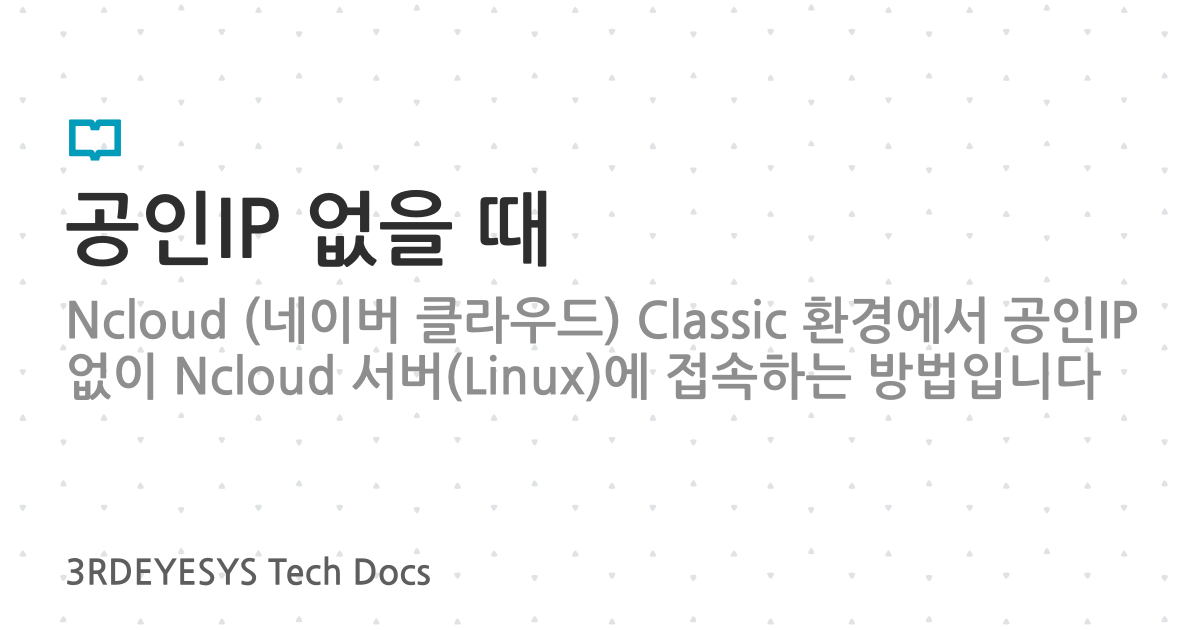 공인IP 없을 때
Ncloud (네이버 클라우드) Classic 환경에서 공인IP
없이 Ncloud 서버(Linux)에 접속하는 방법입니다
3RDEYESYS Tech Docs